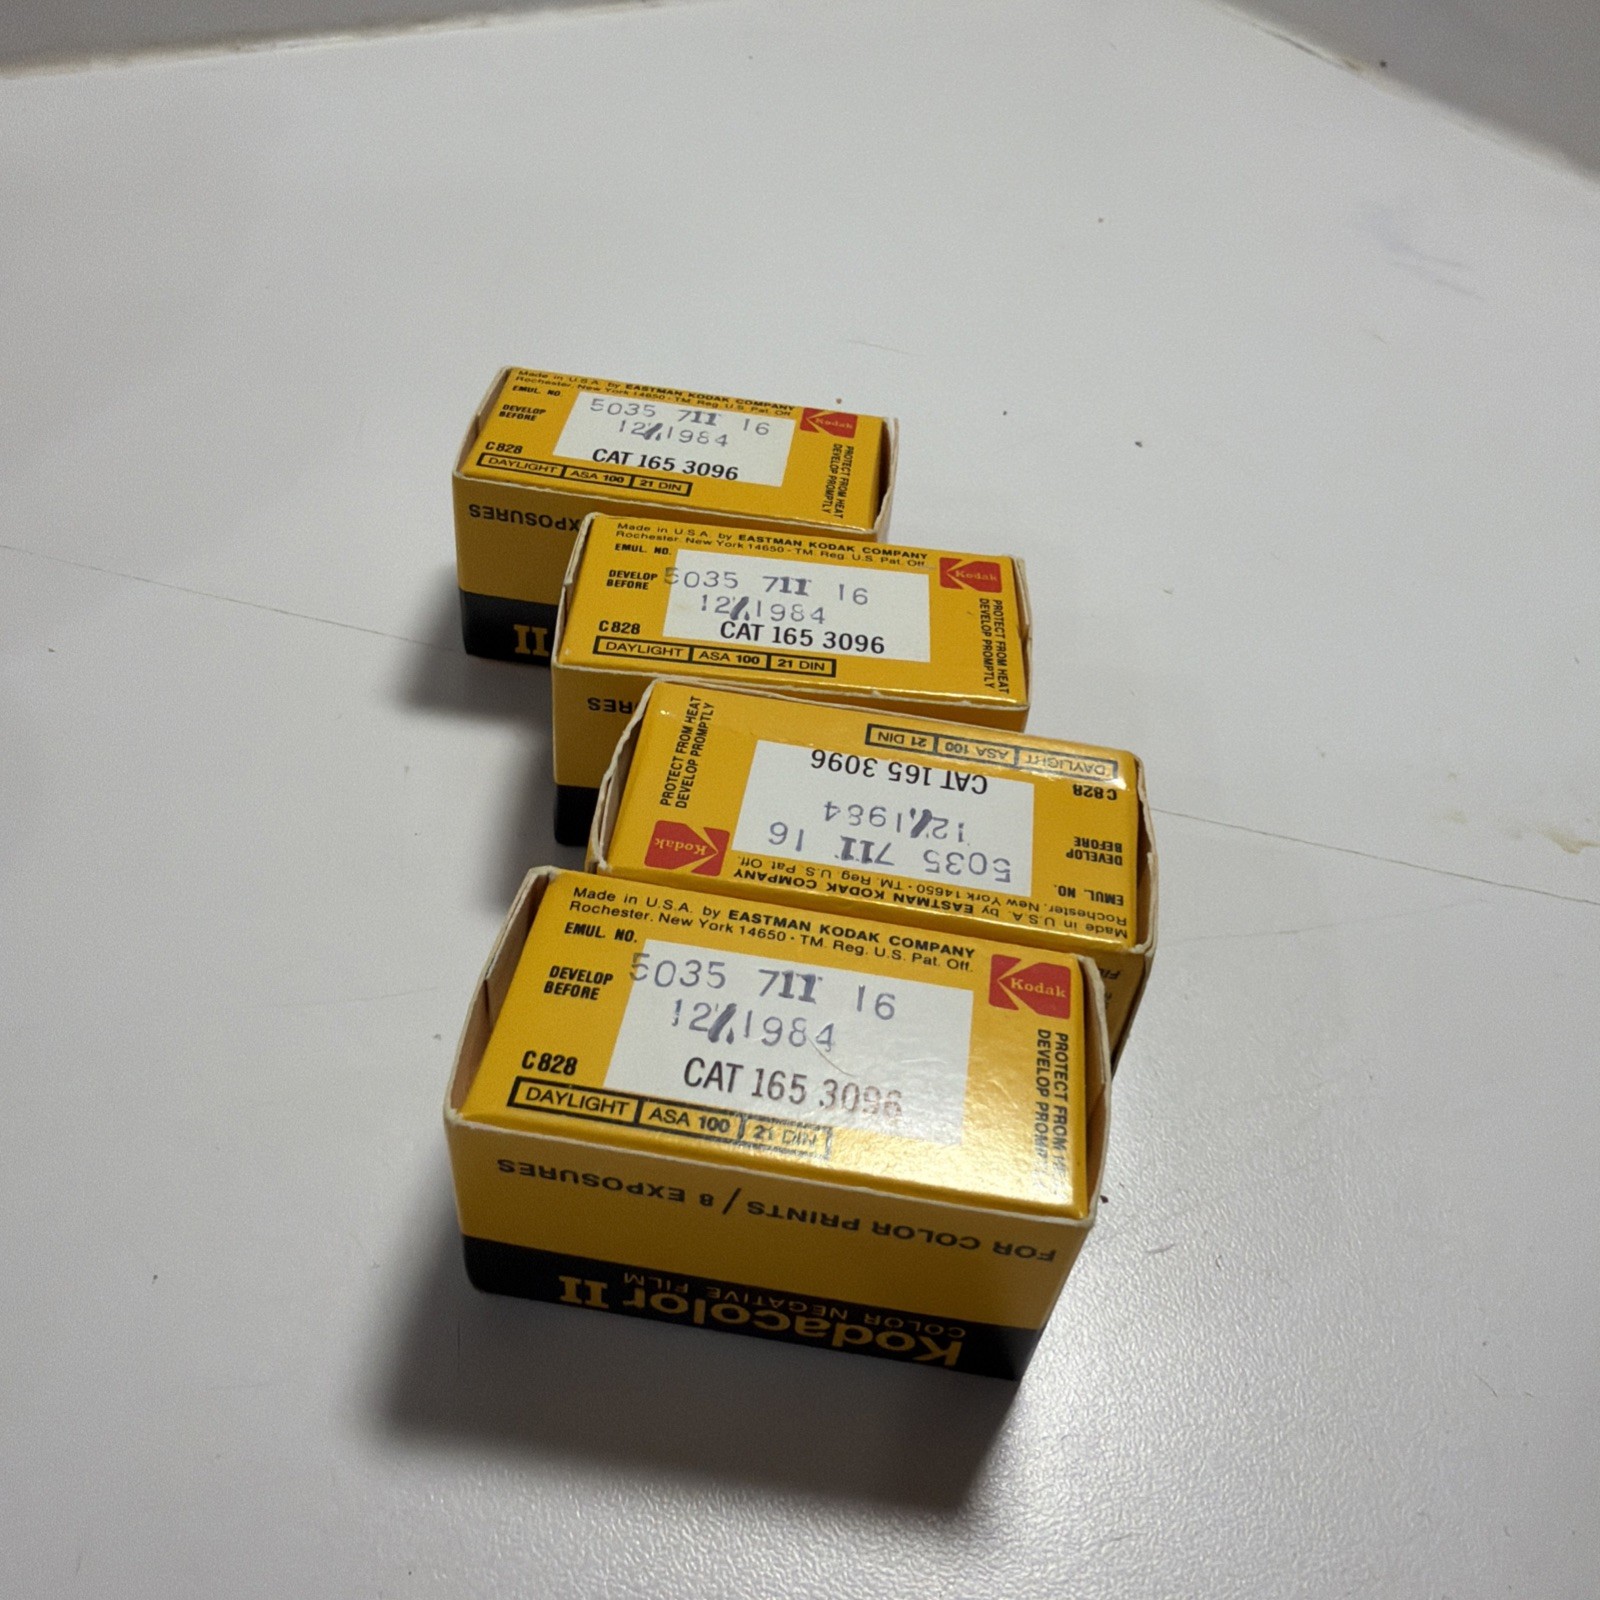 Made in U.S.A. by EASTMAN KODAK COMPANY
Rochester, New York 14650 - TM. Reg. U.S. Pat. Off.
EMUL. NO. 5035 711 16
DEVELOP BEFORE 12/1984
CAT 165 3096
C828
DAYLIGHT ASA 100 21 DIN
Kodak
PROTECT FROM HEAT
DEVELOP PROMPTLY
EXPOSURES
II
Made in U.S.A. by EASTMAN KODAK COMPANY
Rochester, New York 14650 - TM. Reg. U.S. Pat. Off.
EMUL. NO. 5035 711 16
DEVELOP BEFORE 12/1984
CAT 165 3096
C828
DAYLIGHT ASA 100 21 DIN
Kodak
PROTECT FROM HEAT
DEVELOP PROMPTLY
Made in U.S.A. by EASTMAN KODAK COMPANY
Rochester, New York 14650 - TM. Reg. U.S. Pat. Off.
EMUL. NO. 5035 711 16
DEVELOP BEFORE 12/1984
CAT 165 3096
C828
DAYLIGHT ASA 100 21 DIN
Kodak
PROTECT FROM HEAT
DEVELOP PROMPTLY
Made in U.S.A. by EASTMAN KODAK COMPANY
Rochester, New York 14650 - TM. Reg. U.S. Pat. Off.
EMUL. NO. 5035 711 16
DEVELOP BEFORE 12/1984
CAT 165 3096
C828
DAYLIGHT ASA 100 21 DIN
Kodak
PROTECT FROM HEAT
DEVELOP PROMPTLY
Kodacolor II
COLOR NEGATIVE FILM
FOR COLOR PRINTS/8 EXPOSURES